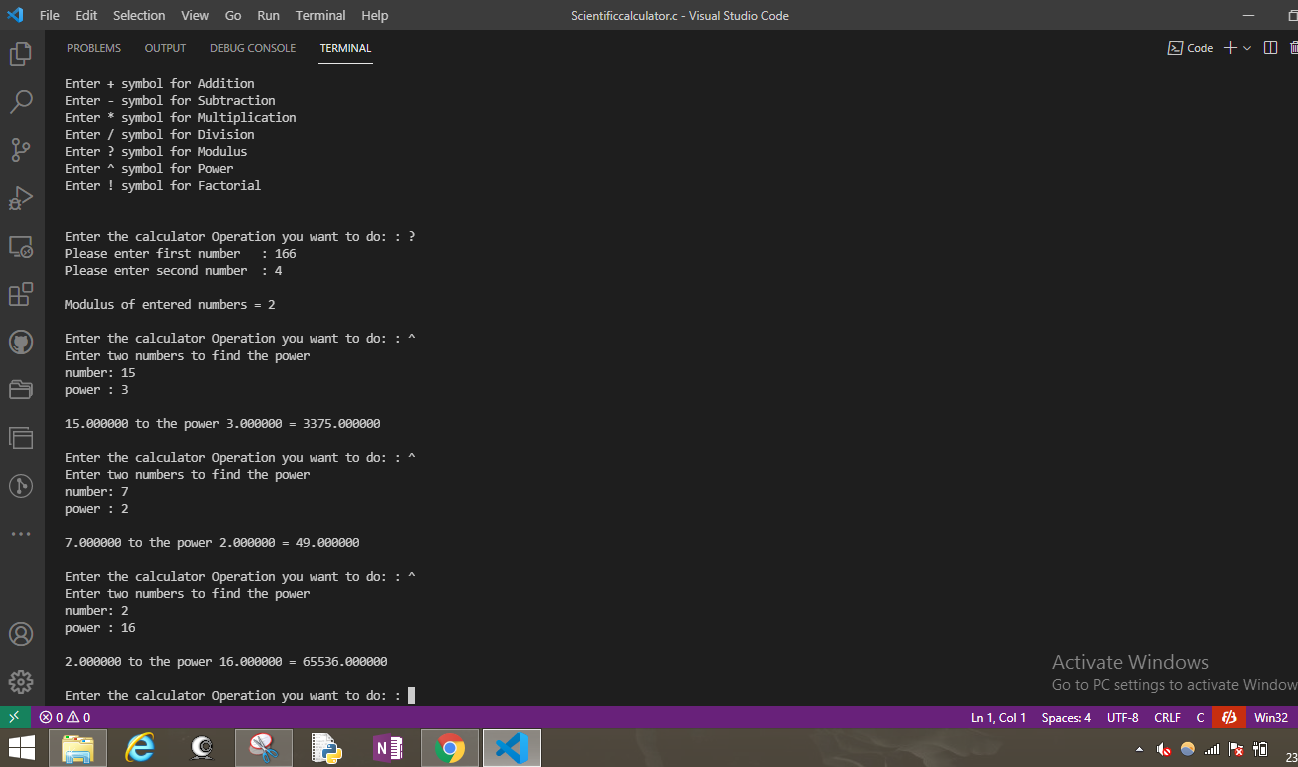 File Edit Selection View Go Run Terminal Help Scientificcalculator.c - Visual Studio Code
PROBLEMS OUTPUT DEBUG CONSOLE TERMINAL Code
Enter + symbol for Addition
Enter - symbol for Subtraction
Enter * symbol for Multiplication
Enter / symbol for Division
Enter ? symbol for Modulus
Enter ^ symbol for Power
Enter ! symbol for Factorial
Enter the calculator Operation you want to do: : ?
Please enter first number   : 166
Please enter second number  : 4
Modulus of entered numbers = 2
Enter the calculator Operation you want to do: : ^
Enter two numbers to find the power
number: 15
power : 3
15.000000 to the power 3.000000 = 3375.000000
Enter the calculator Operation you want to do: : ^
Enter two numbers to find the power
number: 7
power : 2
7.000000 to the power 2.000000 = 49.000000
Enter the calculator Operation you want to do: : ^
Enter two numbers to find the power
number: 2
power : 16
2.000000 to the power 16.000000 = 65536.000000
Enter the calculator Operation you want to do: :
Activate Windows
Go to PC settings to activate Window
0 0 Ln 1, Col 1 Spaces: 4 UTF-8 CRLF C Win32
N
23